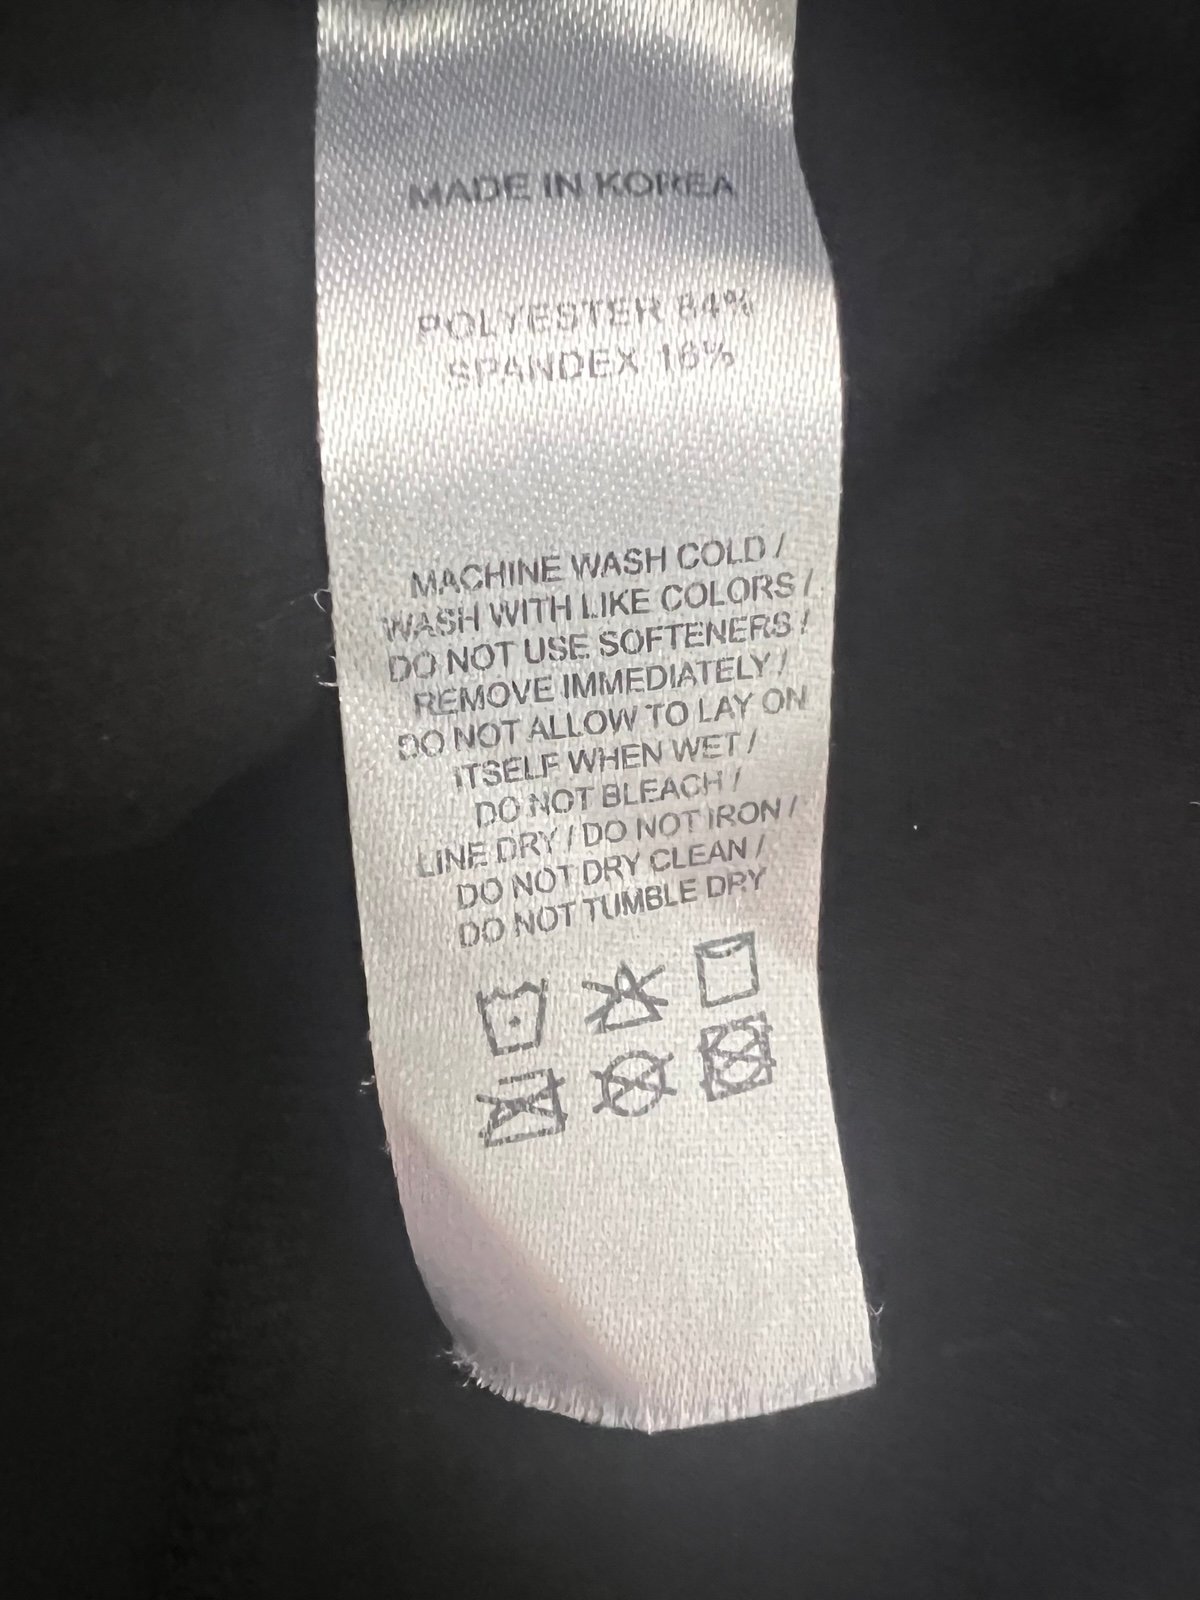 MADE IN KOREA
POLYESTER 84%
SPANDEX 16%
MACHINE WASH COLD /
WASH WITH LIKE COLORS /
DO NOT USE SOFTENERS /
REMOVE IMMEDIATELY /
DO NOT ALLOW TO LAY ON
ITSELF WHEN WET /
DO NOT BLEACH /
LINE DRY / DO NOT IRON /
DO NOT DRY CLEAN /
DO NOT TUMBLE DRY